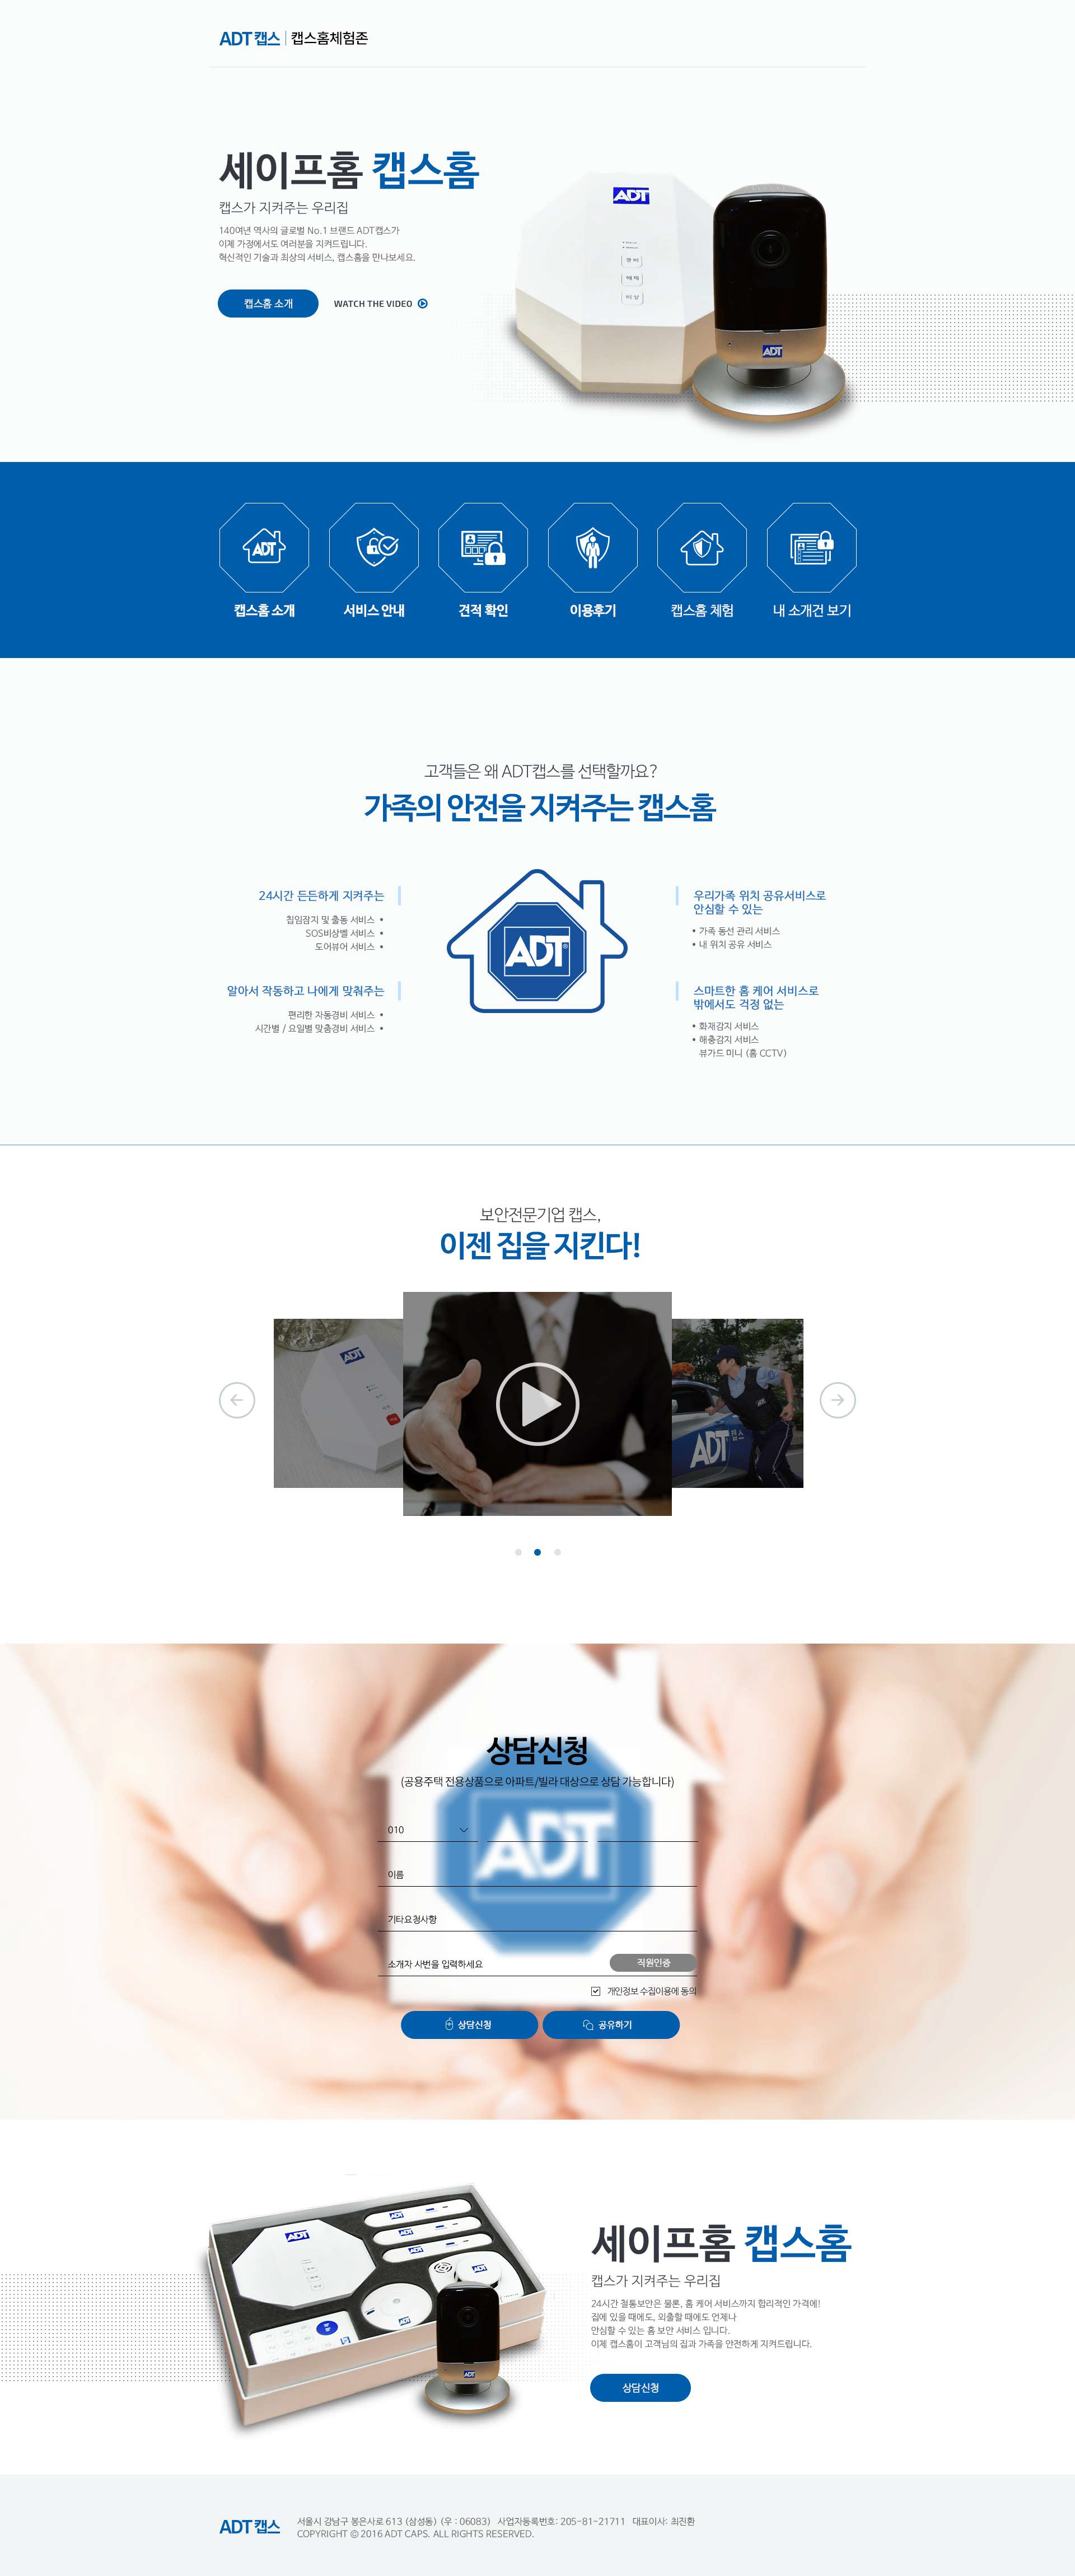 ADT캡스 | 캡스홈체험존
세이프홈 캡스홈
캡스가 지켜주는 우리집
140여년 역사의 글로벌 No.1 브랜드 ADT캡스가
이제 가정에서도 여러분을 지켜드립니다.
혁신적인 기술과 최상의 서비스, 캡스홈을 만나보세요.
캡스홈 소개
WATCH THE VIDEO
ADT
경비
해제
비상
ADT
ADT
캡스홈 소개
서비스 안내
견적 확인
이용후기
캡스홈 체험
내 소개건 보기
고객들은 왜 ADT캡스를 선택할까요?
가족의 안전을 지켜주는 캡스홈
24시간 든든하게 지켜주는
침임감지 및 출동 서비스 •
SOS비상벨 서비스 •
도어뷰어 서비스 •
알아서 작동하고 나에게 맞춰주는
편리한 자동경비 서비스 •
시간별 / 요일별 맞춤경비 서비스 •
ADT®
우리가족 위치 공유서비스로
안심할 수 있는
• 가족 동선 관리 서비스
• 내 위치 공유 서비스
스마트한 홈 케어 서비스로
밖에서도 걱정 없는
• 화재감지 서비스
• 해충감지 서비스
뷰가드 미니 (홈 CCTV)
보안전문기업 캡스,
이젠 집을 지킨다!
ADT
ADT캡스
상담신청
(공용주택 전용상품으로 아파트/빌라 대상으로 상담 가능합니다)
ADT
010
이름
기타요청사항
소개자 사번을 입력하세요
직원인증
개인정보 수집이용에 동의
상담신청
공유하기
ADT
ADT
ADT
ADT
ADT
ADT
ADT
세이프홈 캡스홈
캡스가 지켜주는 우리집
24시간 철통보안은 물론, 홈 케어 서비스까지 합리적인 가격에!
집에 있을 때에도, 외출할 때에도 언제나
안심할 수 있는 홈 보안 서비스 입니다.
이제 캡스홈이 고객님의 집과 가족을 안전하게 지켜드립니다.
상담신청
ADT캡스
서울시 강남구 봉은사로 613 (삼성동) (우 : 06083) 사업자등록번호: 205-81-21711 대표이사: 최진환
COPYRIGHT © 2016 ADT CAPS. ALL RIGHTS RESERVED.